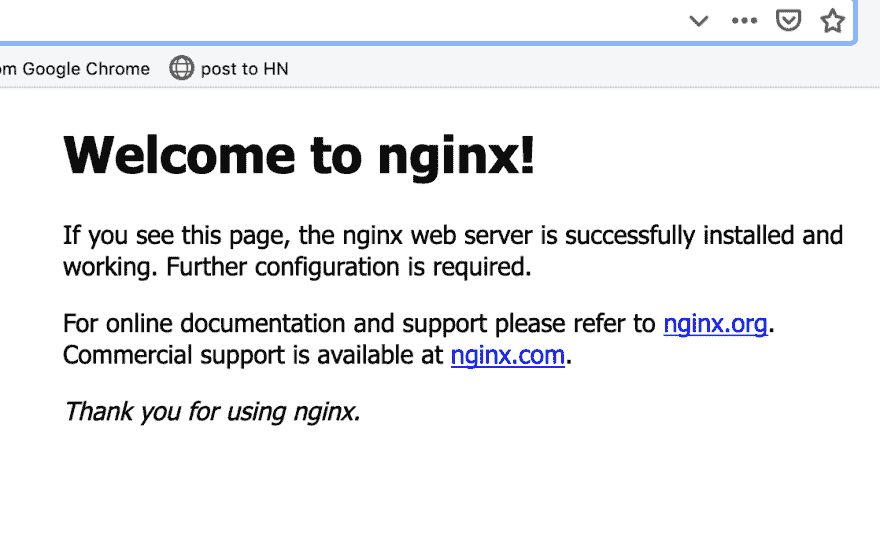 om Google Chrome post to HN
Welcome to nginx!
If you see this page, the nginx web server is successfully installed and
working. Further configuration is required.
For online documentation and support please refer to nginx.org.
Commercial support is available at nginx.com.
Thank you for using nginx.